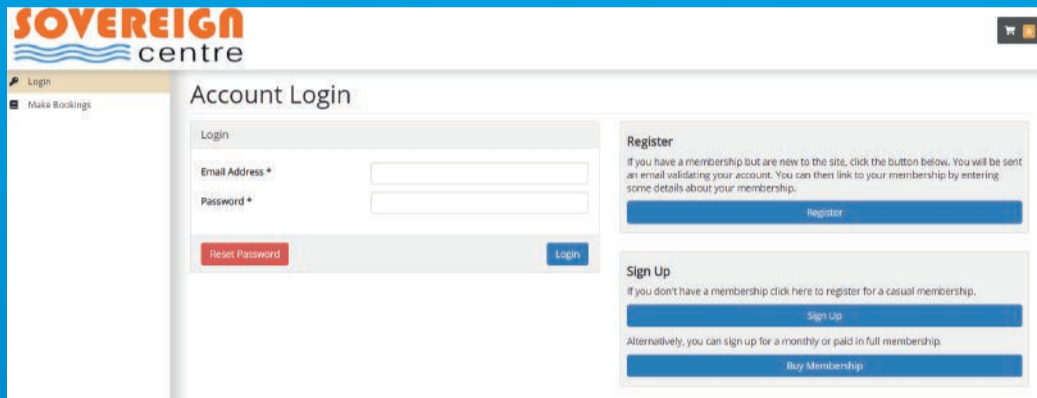 SOVEREIGN
centre
0
Login
Make Bookings
Account Login
Login
Email Address *
Password *
Reset Password
Login
Register
If you have a membership but are new to the site, click the button below. You will be sent
an email validating your account. You can then link to your membership by entering
some details about your membership.
Register
Sign Up
If you don't have a membership click here to register for a casual membership.
Sign Up
Alternatively, you can sign up for a monthly or paid in full membership.
Buy Membership